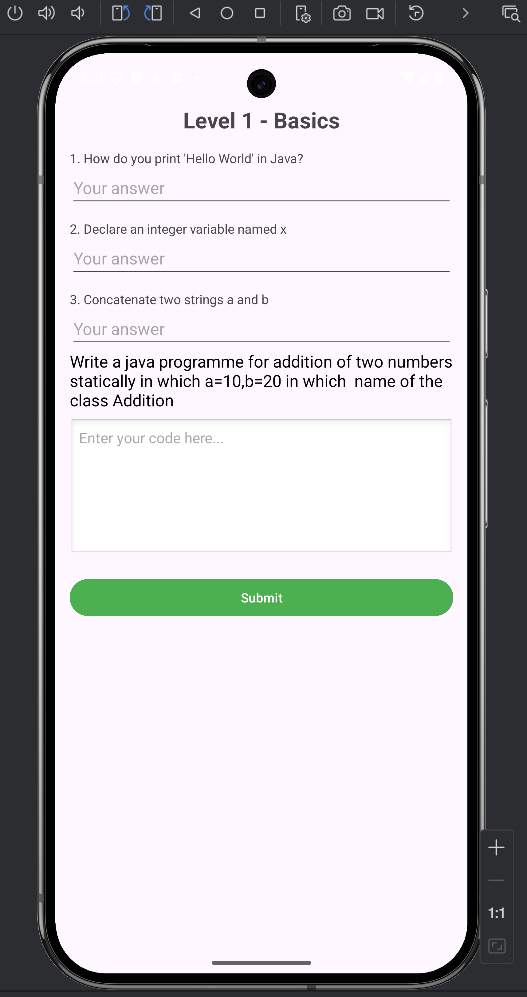 Level 1 - Basics
1. How do you print 'Hello World' in Java?
Your answer
2. Declare an integer variable named x
Your answer
3. Concatenate two strings a and b
Your answer
Write a java programme for addition of two numbers
statically in which a=10,b=20 in which  name of the
class Addition
Enter your code here...
Submit
1:1